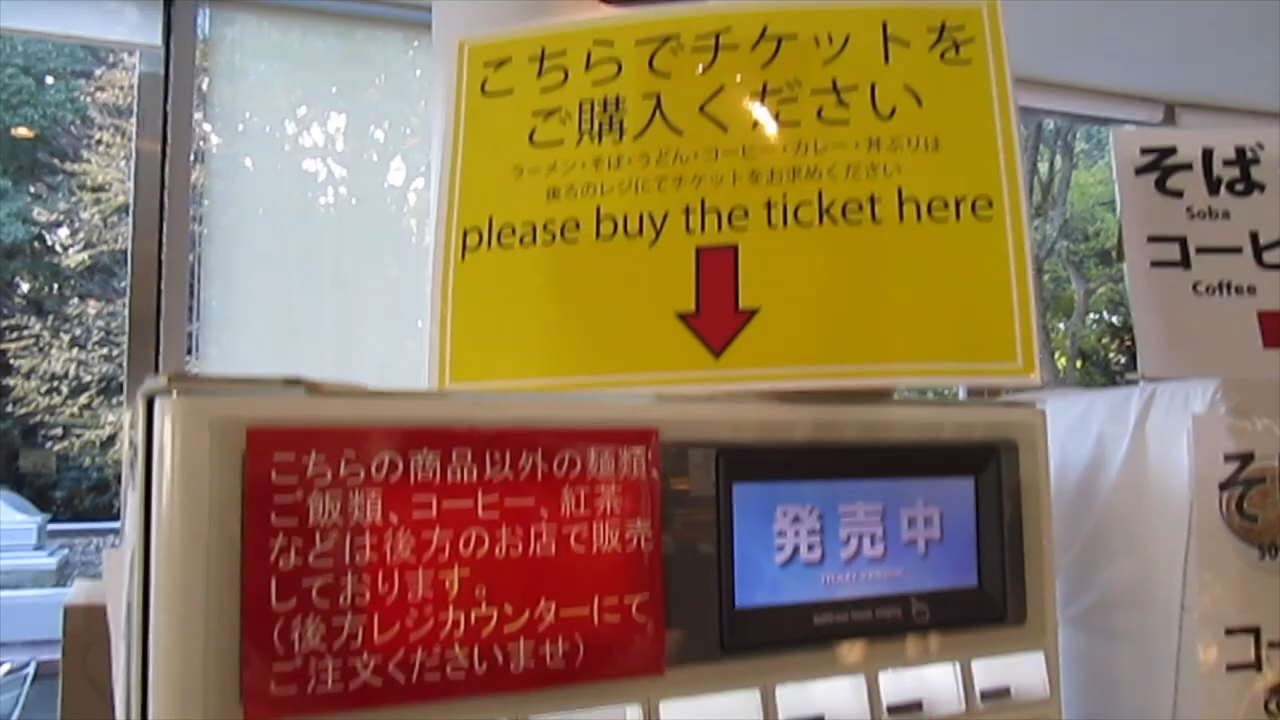 こちらでチケットを
ご購入ください
ラーメン・そば・うどん・コーヒー・カレー・丼ぶりは
後ろのレジにてチケットをお求めください
please buy the ticket here
そば
Soba
コーヒ
Coffee
こちらの商品以外の麺類、
ご飯類、コーヒー、紅茶
などは後方のお店で販売
しております。
(後方レジカウンターにて
ご注文くださいませ)
発売中
そ
コー